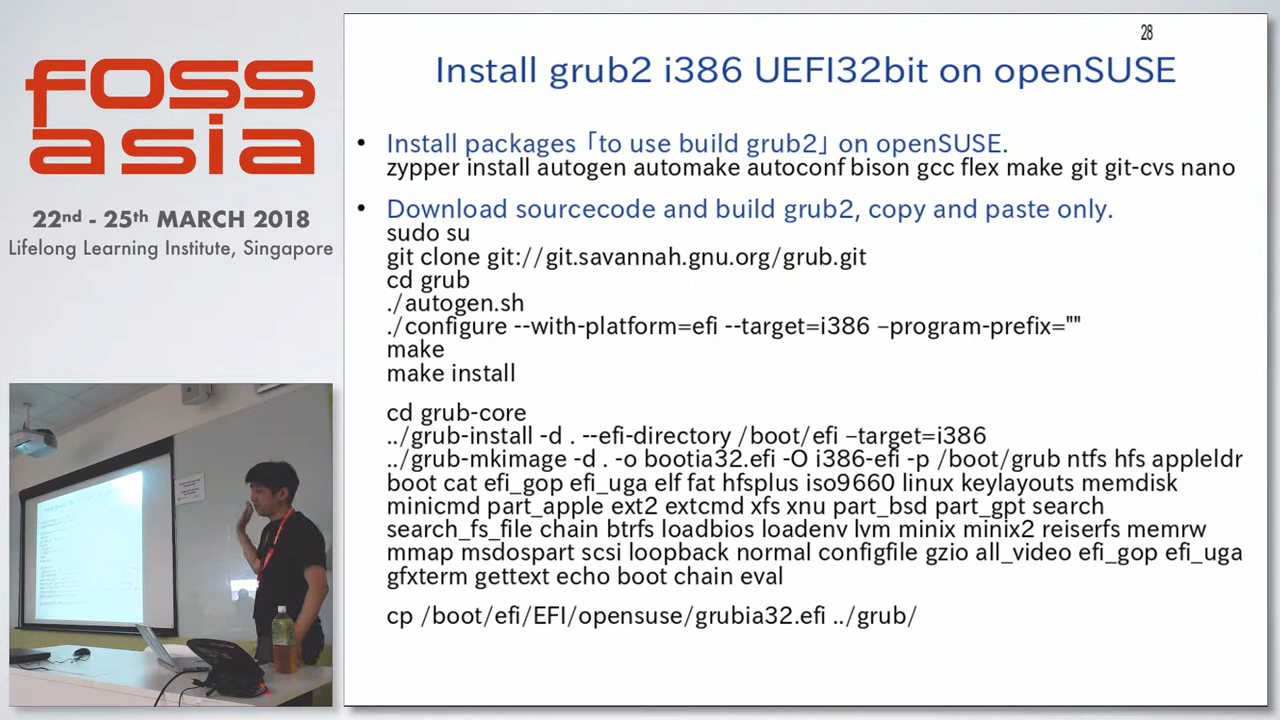 foss
asia
22nd - 25th MARCH 2018
Lifelong Learning Institute, Singapore
28
Install grub2 i386 UEFI32bit on openSUSE
• Install packages「to use build grub2」on openSUSE.
zypper install autogen automake autoconf bison gcc flex make git git-cvs nano
• Download sourcecode and build grub2, copy and paste only.
sudo su
git clone git://git.savannah.gnu.org/grub.git
cd grub
./autogen.sh
./configure --with-platform=efi --target=i386 –program-prefix=""
make
make install
cd grub-core
../grub-install -d . --efi-directory /boot/efi –target=i386
../grub-mkimage -d . -o bootia32.efi -O i386-efi -p /boot/grub ntfs hfs appleldr
boot cat efi_gop efi_uga elf fat hfsplus iso9660 linux keylayouts memdisk
minicmd part_apple ext2 extcmd xfs xnu part_bsd part_gpt search
search_fs_file chain btrfs loadbios loadenv lvm minix minix2 reiserfs memrw
mmap msdospart scsi loopback normal configfile gzio all_video efi_gop efi_uga
gfxterm gettext echo boot chain eval
cp /boot/efi/EFI/opensuse/grubia32.efi ../grub/